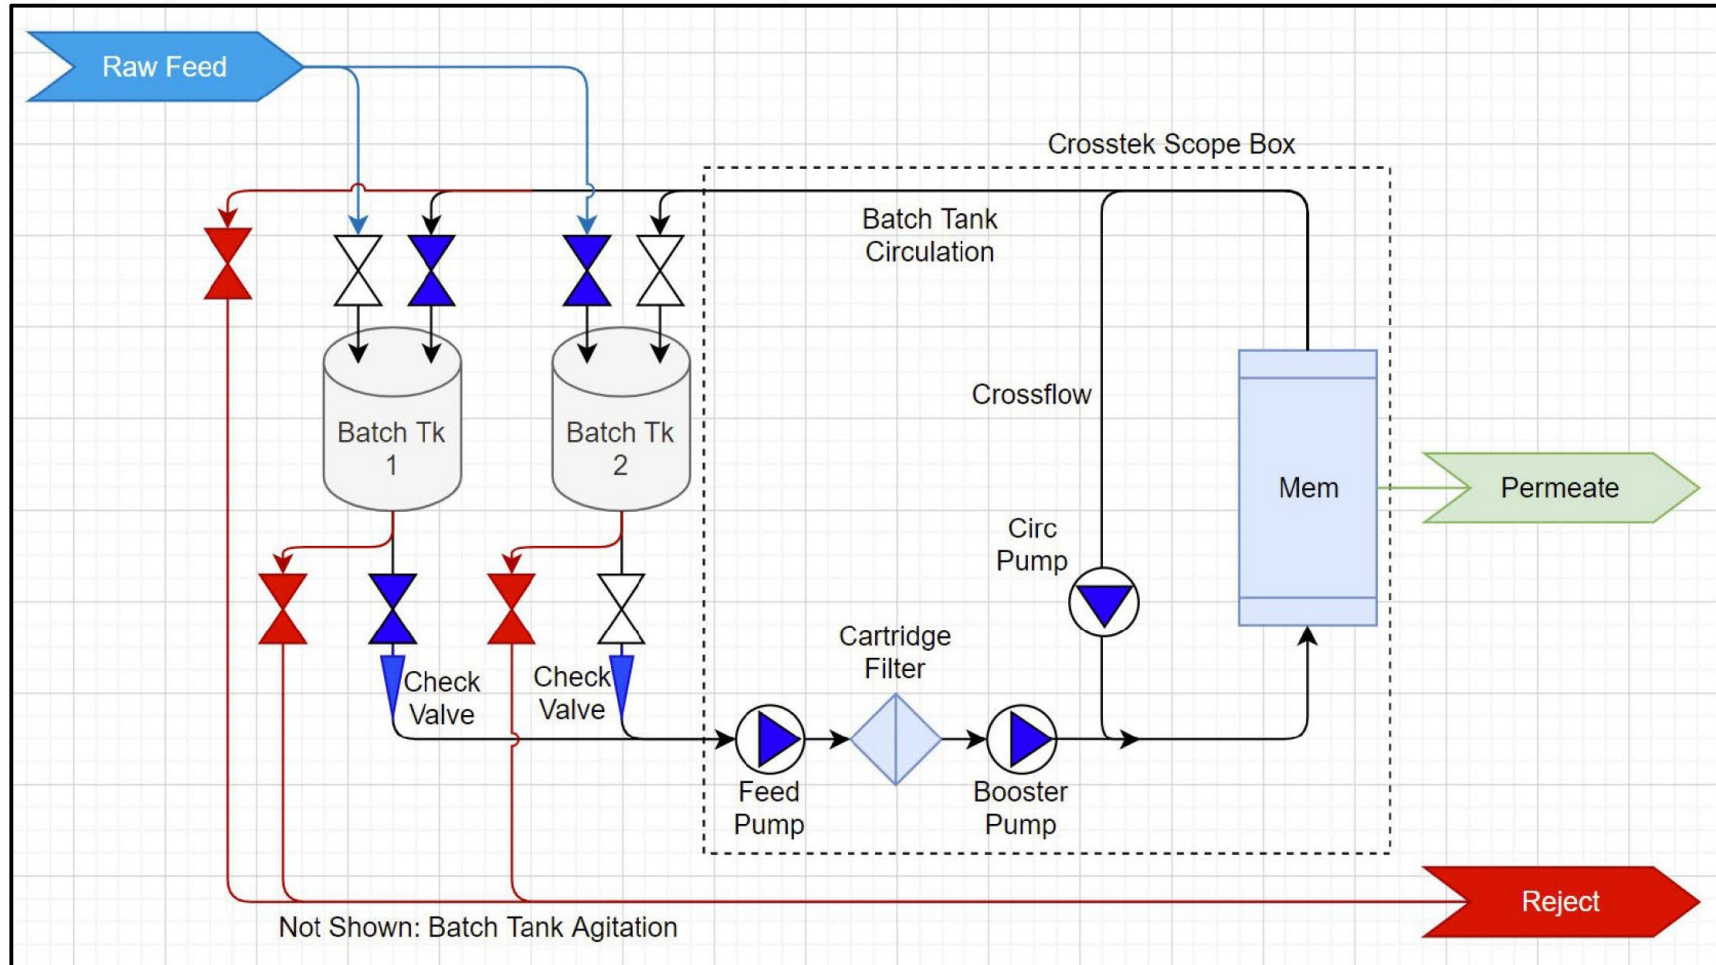 Raw Feed
Crosstek Scope Box
Batch Tank
Circulation
Crossflow
Batch Tk
1
Batch Tk
2
Mem
Permeate
Circ
Pump
Cartridge
Filter
Check
Valve
Check
Valve
Feed
Pump
Booster
Pump
Reject
Not Shown: Batch Tank Agitation